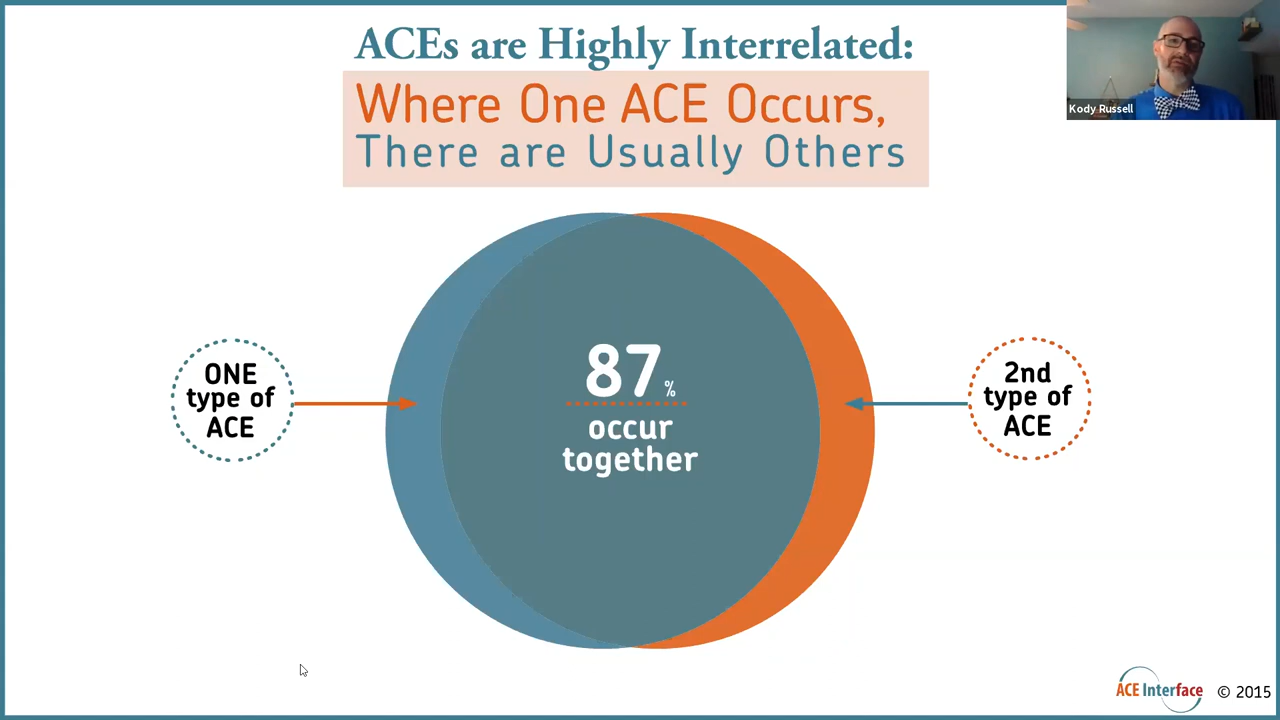 ACEs are Highly Interrelated:
Where One ACE Occurs,
There are Usually Others
Kody Russell
ONE
type of
ACE
87%
occur
together
2nd
type of
ACE
ACE Interface © 2015